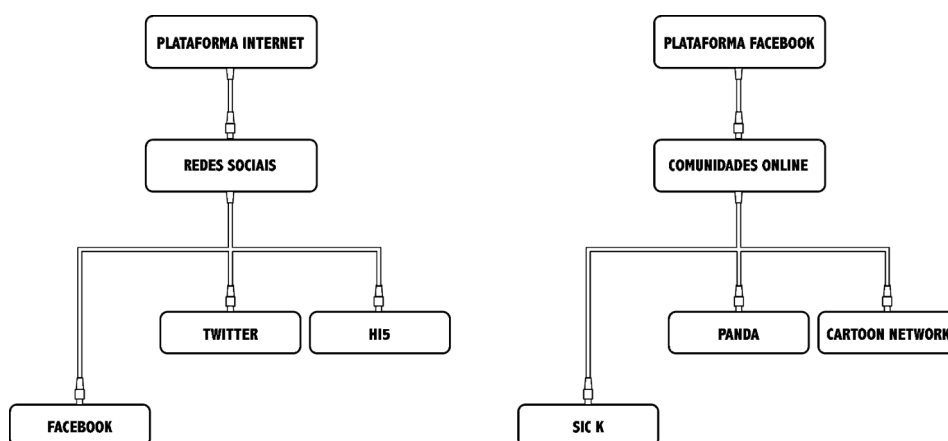 PLATAFORMA INTERNET
REDES SOCIAIS
TWITTER
HI5
FACEBOOK
PLATAFORMA FACEBOOK
COMUNIDADES ONLINE
PANDA
CARTOON NETWORK
SIC K